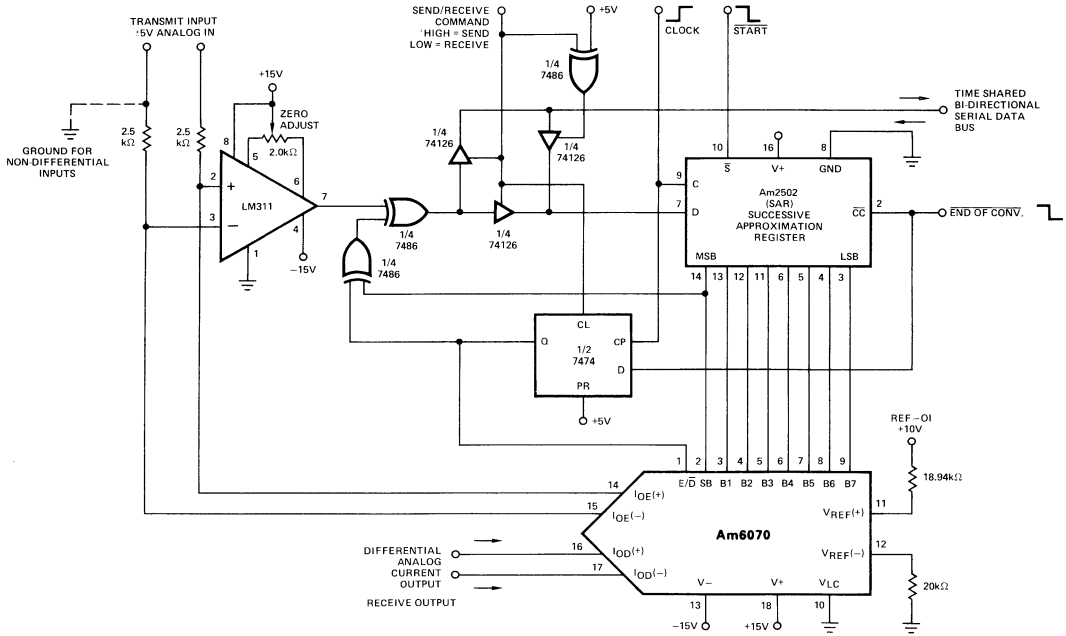 TRANSMIT INPUT
±5V ANALOG IN
SEND/RECEIVE
COMMAND
'HIGH = SEND
LOW = RECEIVE
+5V
CLOCK
START
1/4
7486
TIME SHARED
BI-DIRECTIONAL
SERIAL DATA
BUS
+15V
ZERO
ADJUST
2.0kΩ
2.5
kΩ
2.5
kΩ
GROUND FOR
NON-DIFFERENTIAL
INPUTS
8
5
6
2
+
LM311
7
3
−
4
1
−15V
1/4
74126
1/4
74126
1/4
7486
1/4
74126
1/4
7486
10
16
8
S
V+
GND
9
C
Am2502
(SAR)
SUCCESSIVE
APPROXIMATION
REGISTER
7
D
CC
2
END OF CONV.
MSB
LSB
14
13
12
11
6
5
4
3
CL
Q
1/2
7474
CP
D
PR
+5V
REF−OI
+10V
18.94kΩ
1
2
3
4
5
6
7
8
9
E/D
SB
B1
B2
B3
B4
B5
B6
B7
14
IOE(+)
15
IOE(−)
11
VREF(+)
Am6070
12
VREF(−)
16
IOD(+)
17
IOD(−)
DIFFERENTIAL
ANALOG
CURRENT
OUTPUT
RECEIVE OUTPUT
20kΩ
V−
V+
VLC
13
18
10
−15V
+15V